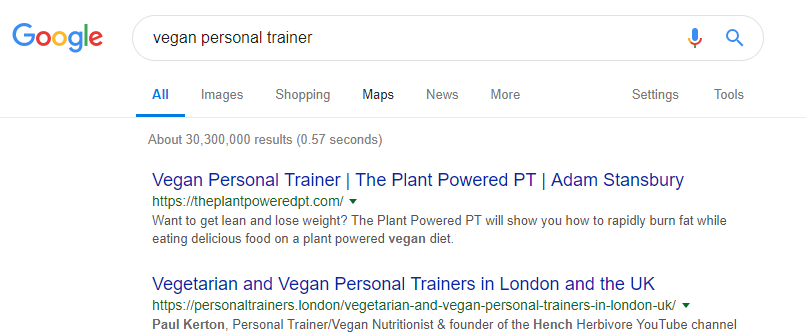 Google
vegan personal trainer
All Images Shopping Maps News More Settings Tools
About 30,300,000 results (0.57 seconds)
Vegan Personal Trainer | The Plant Powered PT | Adam Stansbury
https://theplantpoweredpt.com/
Want to get lean and lose weight? The Plant Powered PT will show you how to rapidly burn fat while
eating delicious food on a plant powered vegan diet.
Vegetarian and Vegan Personal Trainers in London and the UK
https://personaltrainers.london/vegetarian-and-vegan-personal-trainers-in-london-uk/
Paul Kerton, Personal Trainer/Vegan Nutritionist & founder of the Hench Herbivore YouTube channel